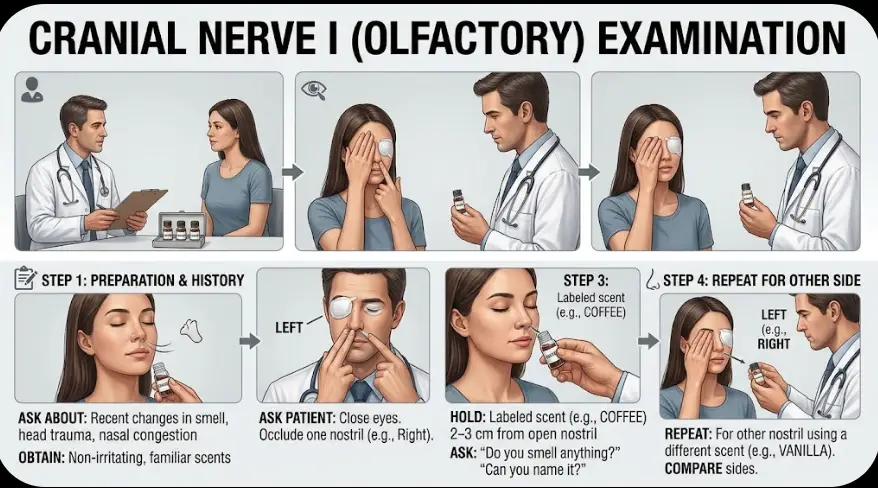 CRANIAL NERVE I (OLFACTORY) EXAMINATION
STEP 1: PREPARATION & HISTORY
ASK ABOUT: Recent changes in smell,
head trauma, nasal congestion
OBTAIN: Non-irritating, familiar scents
LEFT
ASK PATIENT: Close eyes.
Occlude one nostril (e.g., Right).
STEP 3:
Labeled scent
(e.g., COFFEE)
HOLD: Labeled scent (e.g., COFFEE)
2–3 cm from open nostril
ASK: “Do you smell anything?”
“Can you name it?”
STEP 4: REPEAT FOR OTHER SIDE
LEFT
(e.g.,
RIGHT
REPEAT: For other nostril using a
different scent (e.g., VANILLA).
COMPARE sides.